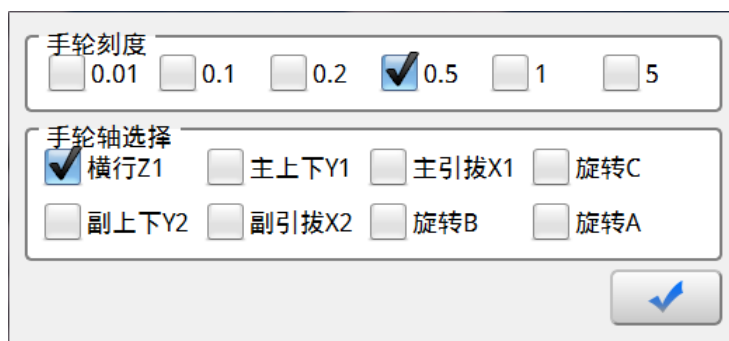 手轮刻度
0.01 0.1 0.2 0.5 1 5
手轮轴选择
横行Z1 主上下Y1 主引拔X1 旋转C
副上下Y2 副引拔X2 旋转B 旋转A